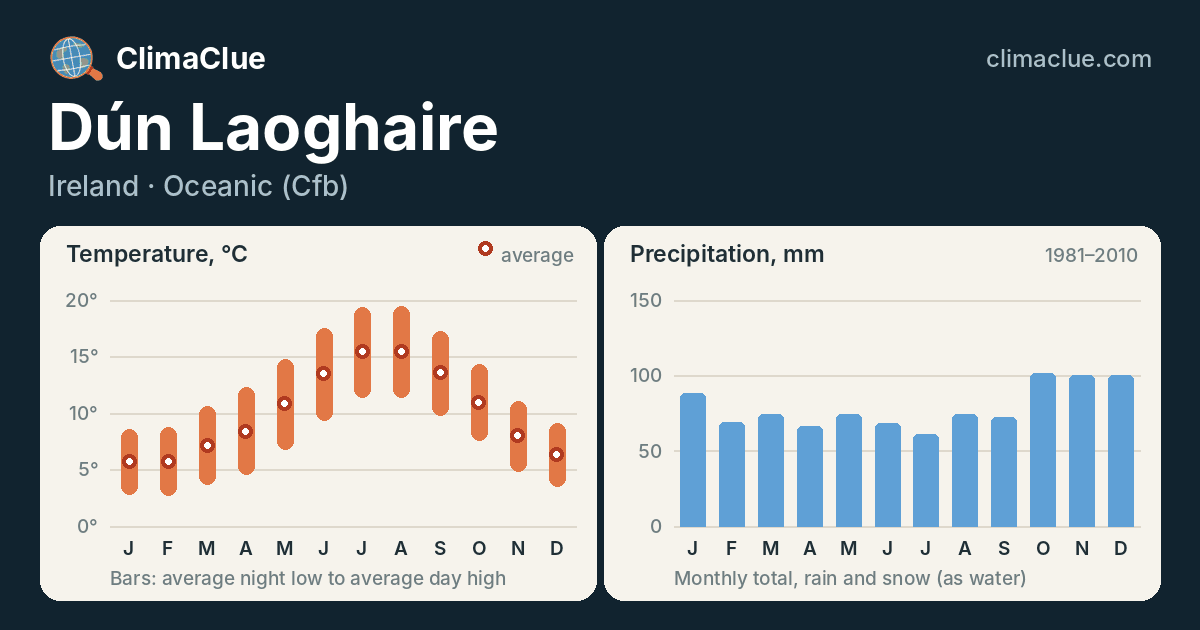 ClimaClue
climaclue.com
Dún Laoghaire
Ireland · Oceanic (Cfb)
Temperature, °C
average
20°
15°
10°
5°
0°
J F M A M J J A S O N D
Bars: average night low to average day high
Precipitation, mm
1981–2010
150
100
50
0
J F M A M J J A S O N D
Monthly total, rain and snow (as water)